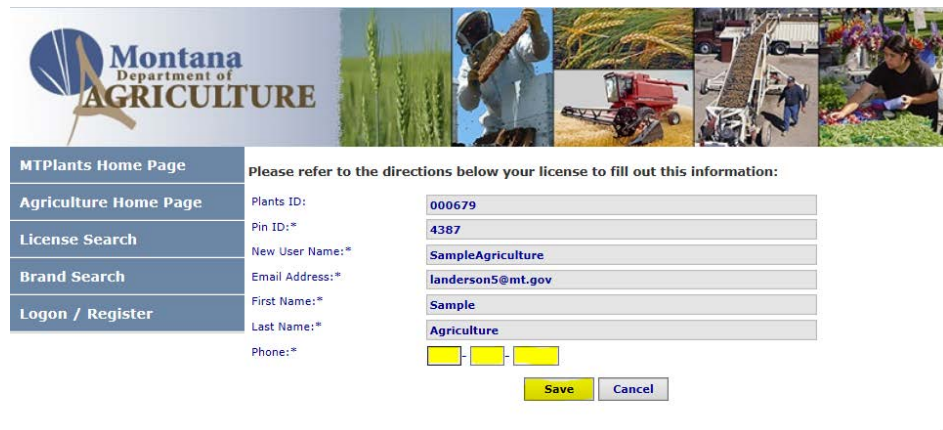 Montana
Department of
AGRICULTURE
MTPlants Home Page
Agriculture Home Page
License Search
Brand Search
Logon / Register
Please refer to the directions below your license to fill out this information:
Plants ID: 000679
Pin ID:* 4387
New User Name:* SampleAgriculture
Email Address:* landerson5@mt.gov
First Name:* Sample
Last Name:* Agriculture
Phone:* - -
Save Cancel